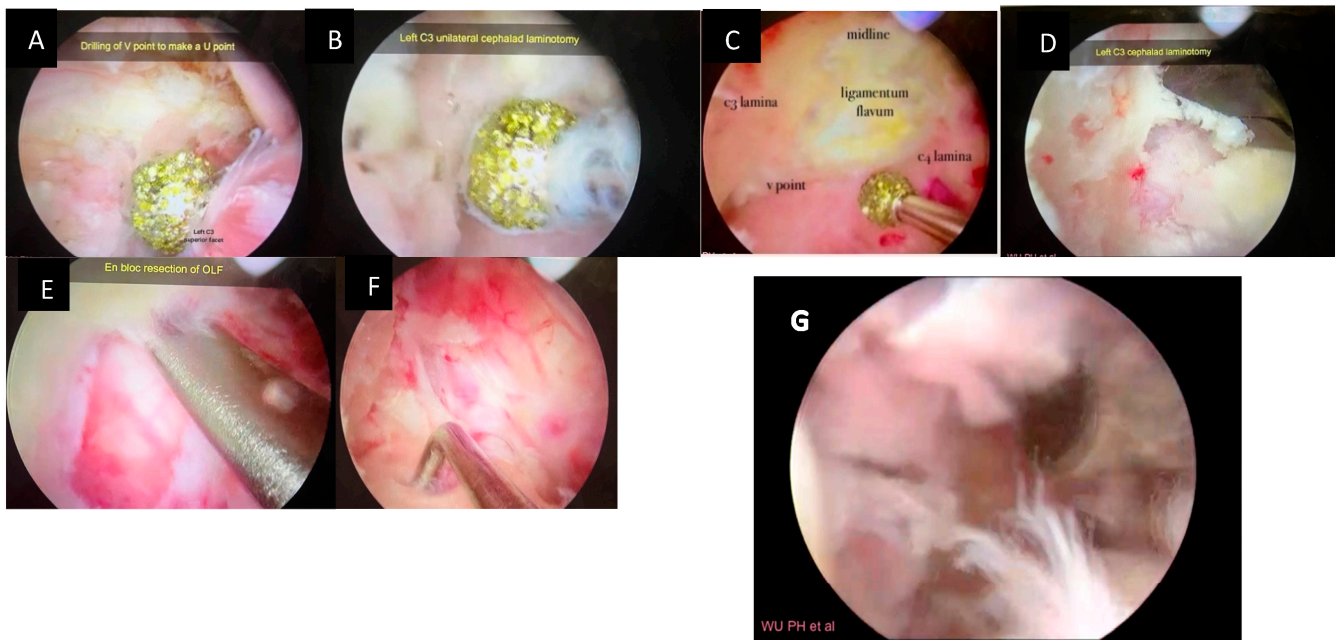 A
Drilling of V point to make a U point
Left C3
superior facet
B
Left C3 unilateral cephalad laminotomy
C
midline
c3 lamina
ligamentum
flavum
c4 lamina
v point
D
Left C3 cephalad laminotomy
WU PH et al
E
En bloc resection of OLF
F
G
WU PH et al